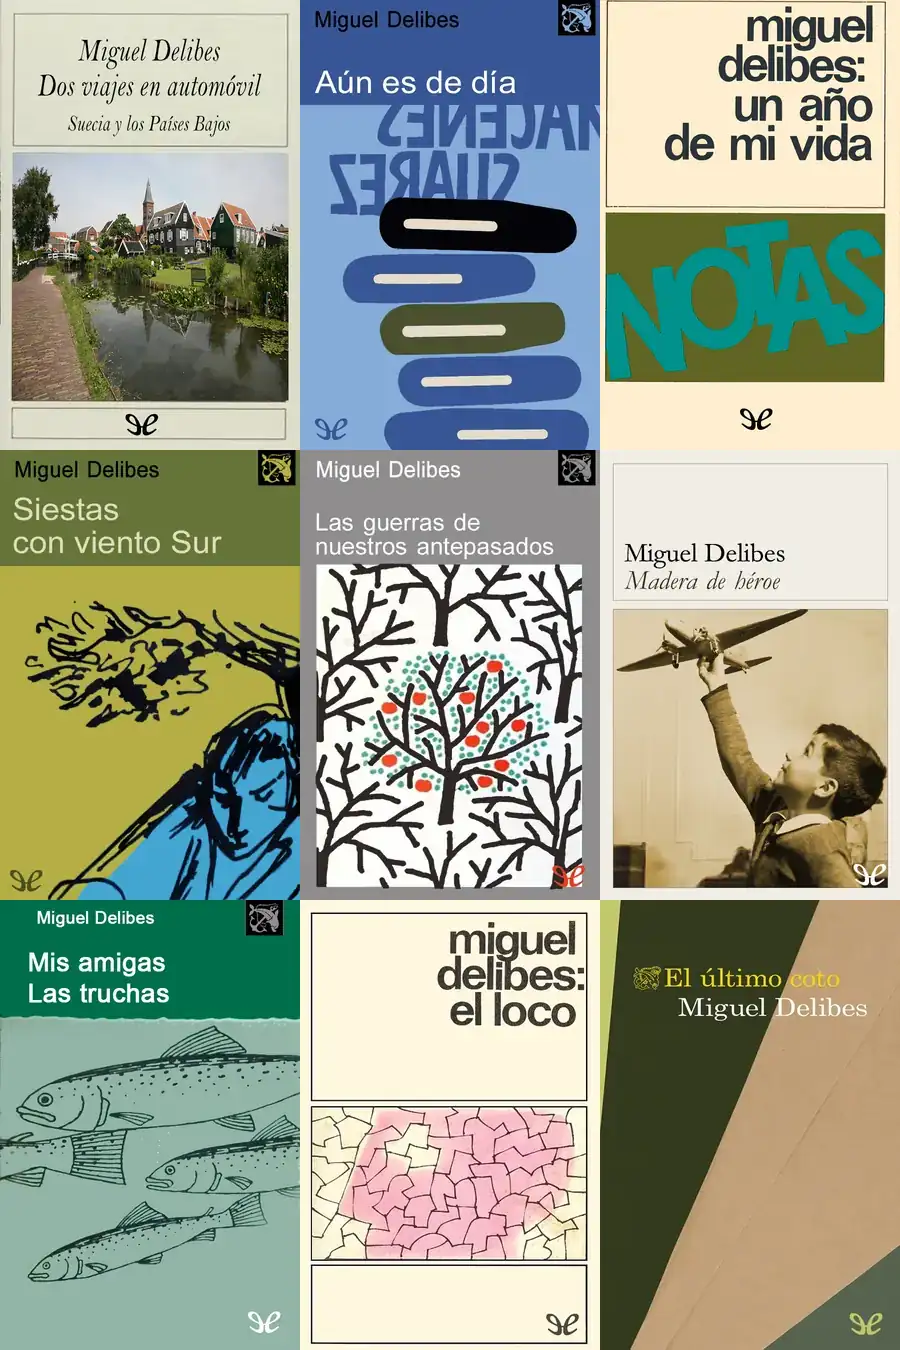 Miguel Delibes
Dos viajes en automóvil
Suecia y los Países Bajos
Miguel Delibes
Aún es de día
MACENES
SUAREZ
miguel
delibes:
un año
de mi vida
NOTAS
Miguel Delibes
Siestas
con viento Sur
Miguel Delibes
Las guerras de
nuestros antepasados
Miguel Delibes
Madera de héroe
Miguel Delibes
Mis amigas
Las truchas
miguel
delibes:
el loco
El último coto
Miguel Delibes